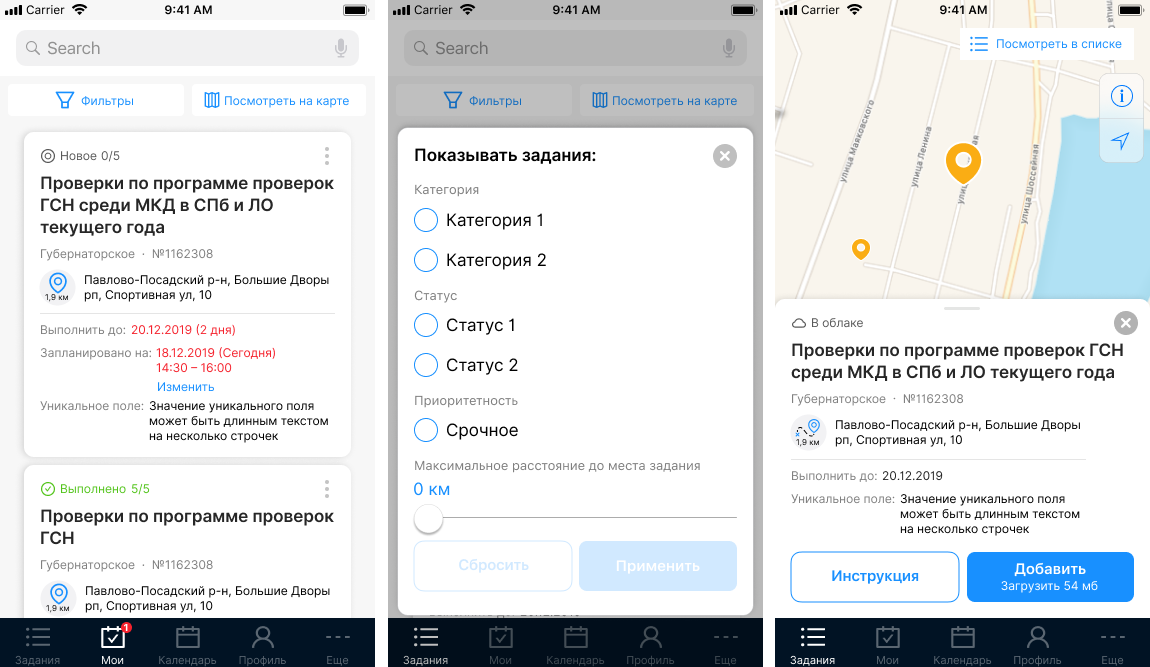 Carrier 9:41 AM
Search
Фильтры Посмотреть на карте
Новое 0/5
Проверки по программе проверок
ГСН среди МКД в СПб и ЛО
текущего года
Губернаторское · №1162308
Павлово-Посадский р-н, Большие Дворы
рп, Спортивная ул, 10
1,9 км
Выполнить до: 20.12.2019 (2 дня)
Запланировано на: 18.12.2019 (Сегодня)
14:30 – 16:00
Изменить
Уникальное поле: Значение уникального поля
может быть длинным текстом
на несколько строчек
Выполнено 5/5
Проверки по программе проверок
ГСН
Губернаторское · №1162308
Павлово-Посадский р-н, Большие Дворы
рп, Спортивная ул, 10
1,9 км
1
Задания Мои Календарь Профиль Еще
Carrier 9:41 AM
Search
Фильтры Посмотреть на карте
Показывать задания:
Категория
Категория 1
Категория 2
Статус
Статус 1
Статус 2
Приоритетность
Срочное
Максимальное расстояние до места задания
0 км
Сбросить Применить
Задания Мои Календарь Профиль Еще
Carrier 9:41 AM
Посмотреть в списке
улица Маяковского
улица Ленина
улица Шоссейная
В облаке
Проверки по программе проверок ГСН
среди МКД в СПб и ЛО текущего года
Губернаторское · №1162308
Павлово-Посадский р-н, Большие Дворы
рп, Спортивная ул, 10
1,9 км
Выполнить до: 20.12.2019
Уникальное поле: Значение уникального поля
может быть длинным текстом
на несколько строчек
Инструкция Добавить
Загрузить 54 мб
Задания Мои Календарь Профиль Еще